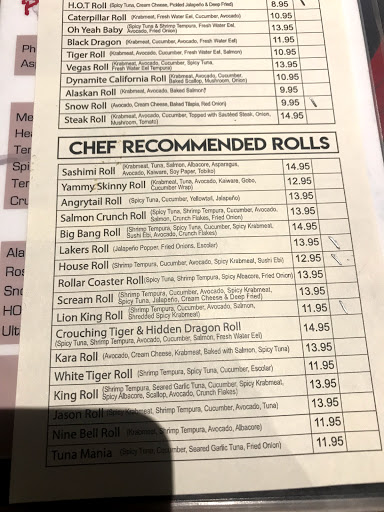 H.O.T Roll (Spicy Tuna, Cream Cheese, Pickled Jalapeño & Deep Fried) 8.95
Caterpillar Roll (Krabmeat, Fresh Water Eel, Cucumber, Avocado) 10.95
Oh Yeah Baby (Spicy Tuna & Shrimp Tempura, Cucumber, Avocado, Fresh Water Eel, Fried Onion) 13.95
Black Dragon (Krabmeat, Cucumber, Avocado, Fresh Water Eel) 11.95
Tiger Roll (Krabmeat, Avocado, Cucumber, Fresh Water Eel, Salmon) 10.95
Vegas Roll (Krabmeat, Avocado, Cucumber, Spicy Tuna, Fresh Water Eel Tempura) 13.95
Dynamite California Roll (Krabmeat, Avocado, Cucumber, Baked Scallop, Mushroom, Onion) 10.95
Alaskan Roll (Krabmeat, Avocado, Baked Salmon) 9.95
Snow Roll (Avocado, Cream Cheese, Baked Tilapia, Red Onion) 9.95
Steak Roll (Krabmeat, Avocado, Cucumber, Topped with Sautéed Steak, Onion, Mushroom, Tomato) 14.95
CHEF RECOMMENDED ROLLS
Sashimi Roll (Krabmeat, Tuna, Salmon, Albacore, Asparagus, Avocado, Kaiware, Soy Paper, Tobiko) 14.95
Yammy Skinny Roll (Krabmeat, Tuna, Avocado, Kaiware, Gobo, Cucumber Wrap) 12.95
Angrytail Roll (Spicy Tuna, Cucumber, Yellowtail, Jalapeño) 13.95
Salmon Crunch Roll (Spicy Tuna, Shrimp Tempura, Cucumber, Avocado, Salmon, Crunch Flakes, Fried Onion) 13.95
Big Bang Roll (Shrimp Tempura, Spicy Tuna, Cucumber, Spicy Krabmeat, Sushi Ebi, Avocado, Crunch Flakes) 14.95
Lakers Roll (Jalapeño Popper, Fried Onions, Escolar) 13.95
House Roll (Shrimp Tempura, Cucumber, Avocado, Spicy Krabmeat, Sushi Ebi) 12.95
Rollar Coaster Roll (Shrimp Tempura, Cucumber, Avocado, Spicy Albacore, Fried Onion) 13.95
Scream Roll (Shrimp Tempura, Cucumber, Avocado, Spicy Krabmeat, Spicy Tuna, Jalapeño, Cream Cheese & Deep Fried) 13.95
Lion King Roll (Shrimp Tempura, Cucumber, Avocado, Salmon, Shredded Spicy Krabmeat) 11.95
Crouching Tiger & Hidden Dragon Roll 14.95
(Spicy Tuna, Shrimp Tempura, Cucumber, Avocado, Cucumber, Salmon, Fresh Water Eel)
Kara Roll (Avocado, Cream Cheese, Krabmeat, Baked with Salmon, Spicy Tuna) 13.95
White Tiger Roll (Shrimp Tempura, Spicy Tuna, Cucumber, Escolar) 11.95
King Roll (Shrimp Tempura, Seared Garlic Tuna, Cucumber, Spicy Krabmeat, Spicy Albacore, Scallop, Avocado, Crunch Flakes) 13.95
Jason Roll (Spicy Krabmeat, Shrimp Tempura, Cucumber, Avocado, Tuna) 13.95
Nine Bell Roll (Krabmeat, Shrimp Tempura, Avocado, Albacore) 11.95
Tuna Mania (Spicy Tuna, Cucumber, Seared Garlic Tuna, Fried Onion) 11.95